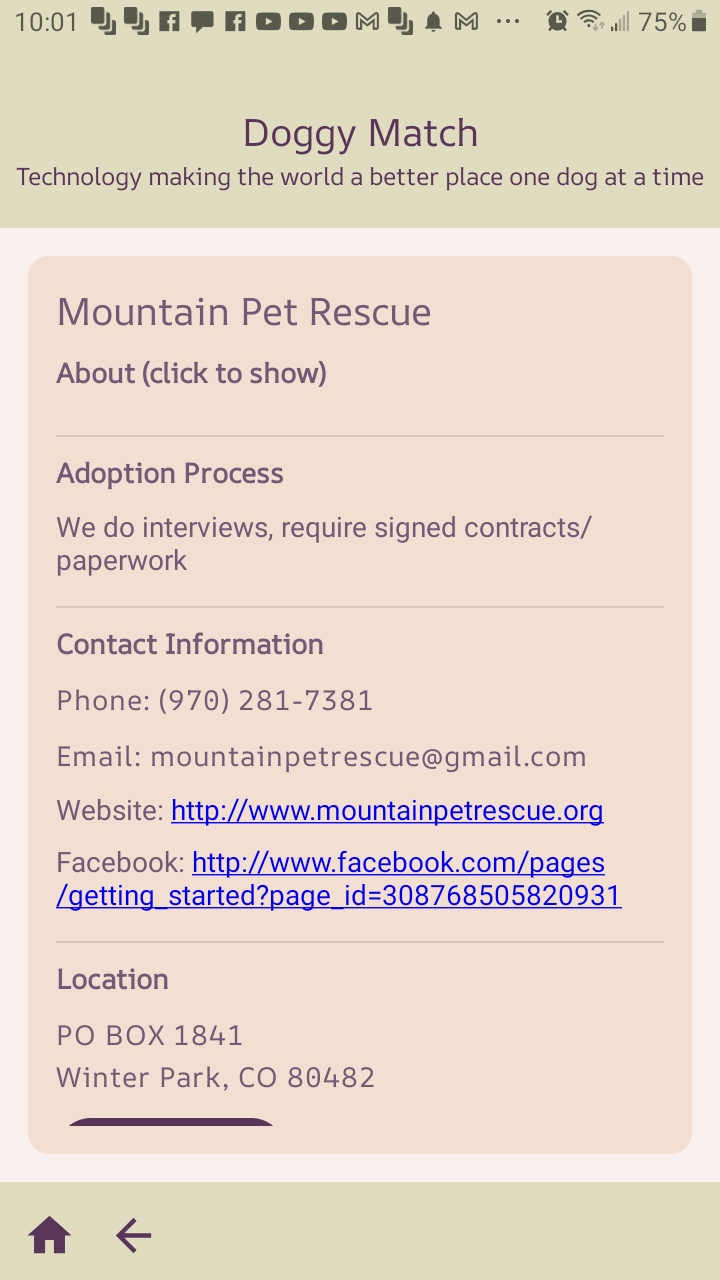 10:01 75%
Doggy Match
Technology making the world a better place one dog at a time
Mountain Pet Rescue
About (click to show)
Adoption Process
We do interviews, require signed contracts/
paperwork
Contact Information
Phone: (970) 281-7381
Email: mountainpetrescue@gmail.com
Website: http://www.mountainpetrescue.org
Facebook: http://www.facebook.com/pages
/getting_started?page_id=308768505820931
Location
PO BOX 1841
Winter Park, CO 80482